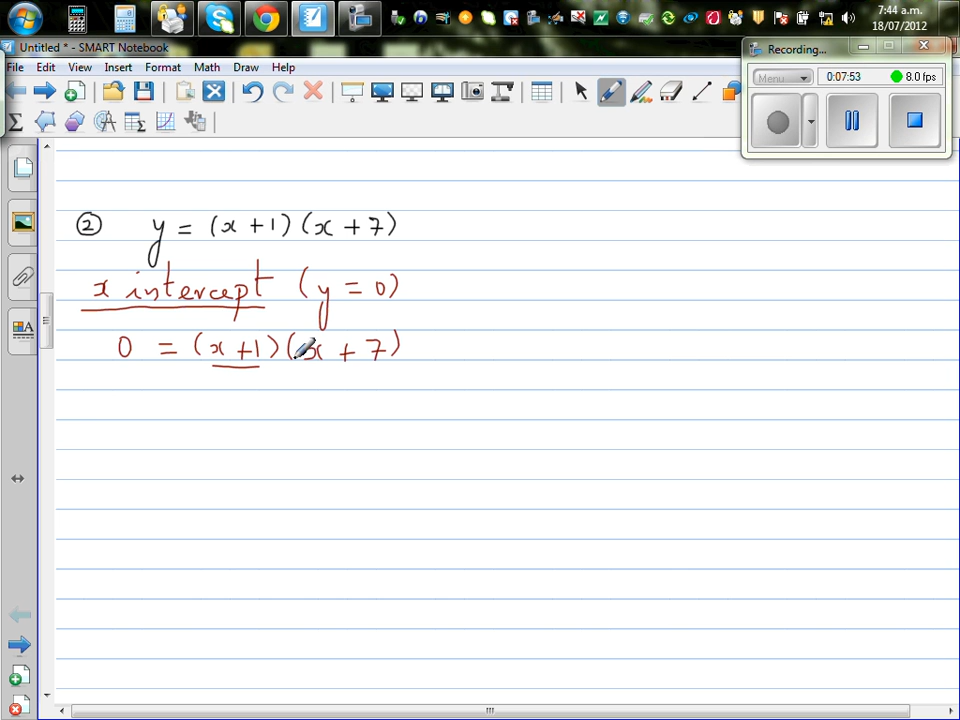 7:44 a.m.
18/07/2012
Untitled * - SMART Notebook
File Edit View Insert Format Math Draw Help
Recording...
Menu 0:07:53 8.0 fps
② y = (x +1) (x + 7)
x intercept (y = 0)
0 = (x +1) (x + 7)